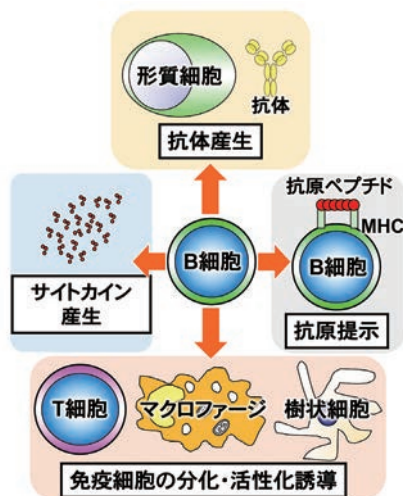 形質細胞
抗体
抗体産生
抗原ペプチド
MHC
B細胞
B細胞
サイトカイン
産生
抗原提示
T細胞
マクロファージ
樹状細胞
免疫細胞の分化・活性化誘導